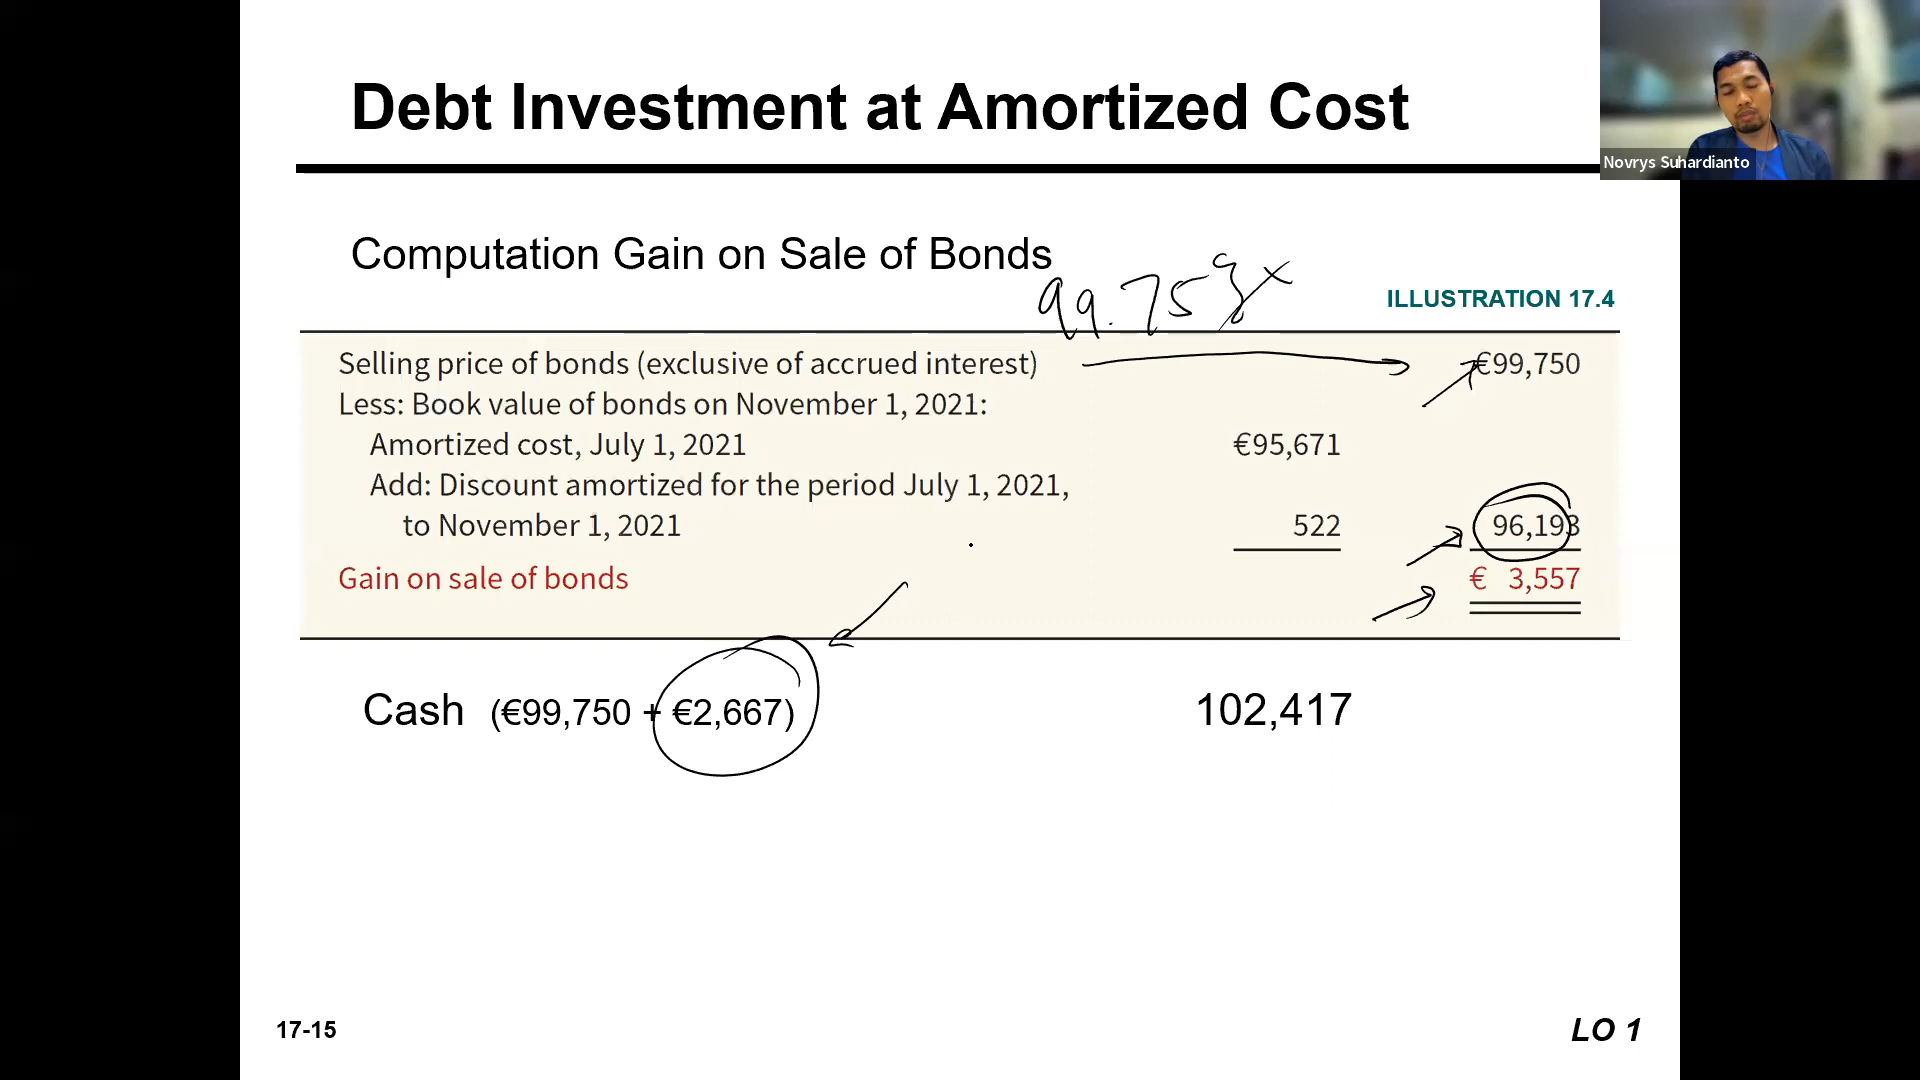 Debt Investment at Amortized Cost
Novrys Suhardianto
Computation Gain on Sale of Bonds
99.75
ILLUSTRATION 17.4
Selling price of bonds (exclusive of accrued interest) €99,750
Less: Book value of bonds on November 1, 2021:
Amortized cost, July 1, 2021 €95,671
Add: Discount amortized for the period July 1, 2021,
to November 1, 2021 522 96,193
Gain on sale of bonds € 3,557
Cash (€99,750 + €2,667) 102,417
17-15
LO 1